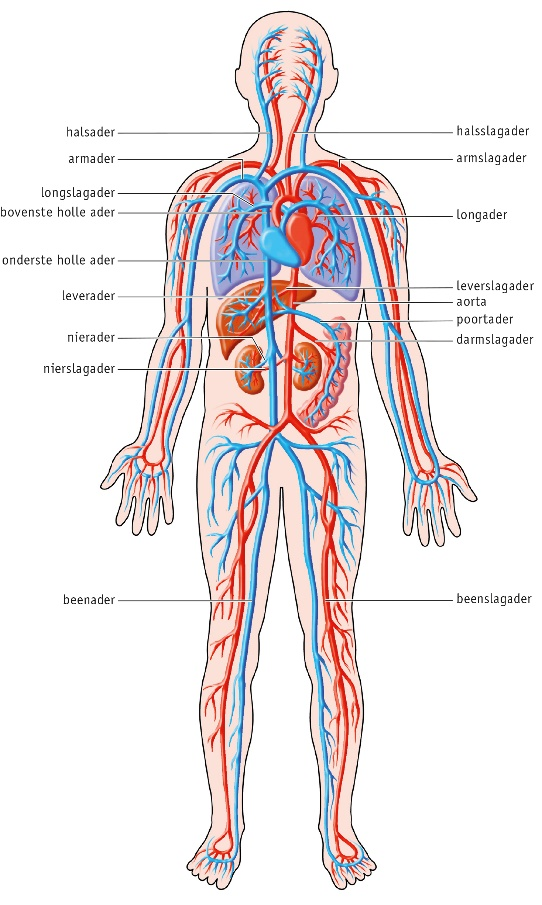 halsader
armader
longslagader
bovenste holle ader
onderste holle ader
leverader
nierader
nierslagader
beenader
halsslagader
armslagader
longader
leverslagader
aorta
poortader
darmslagader
beenslagader